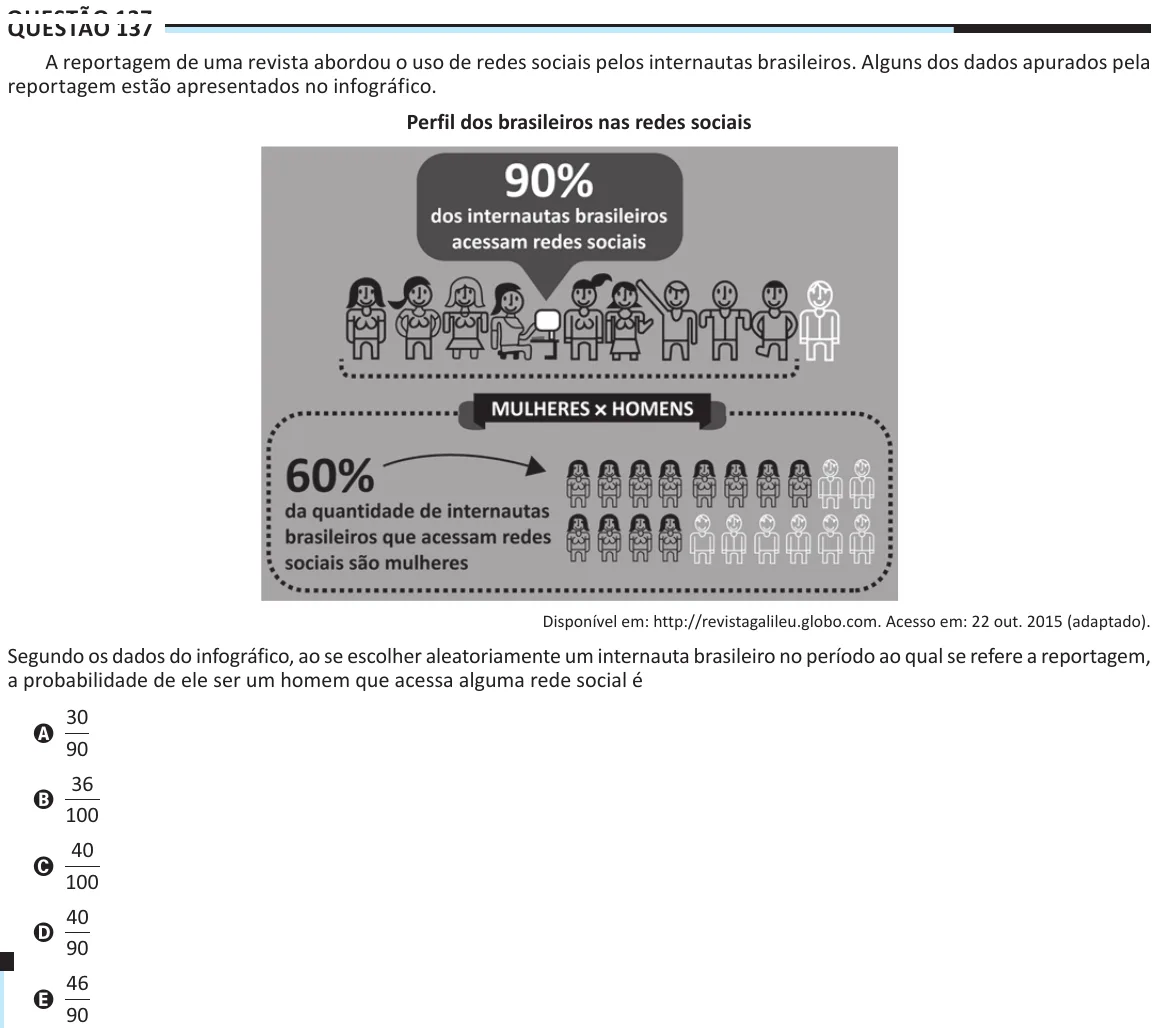 QUESTÃO 137
QUESTÃO 137
A reportagem de uma revista abordou o uso de redes sociais pelos internautas brasileiros. Alguns dos dados apurados pela
reportagem estão apresentados no infográfico.
Perfil dos brasileiros nas redes sociais
90%
dos internautas brasileiros
acessam redes sociais
MULHERES x HOMENS
60%
da quantidade de internautas
brasileiros que acessam redes
sociais são mulheres
Disponível em: http://revistagalileu.globo.com. Acesso em: 22 out. 2015 (adaptado).
Segundo os dados do infográfico, ao se escolher aleatoriamente um internauta brasileiro no período ao qual se refere a reportagem,
a probabilidade de ele ser um homem que acessa alguma rede social é
A 30/90
B 36/100
C 40/100
D 40/90
E 46/90